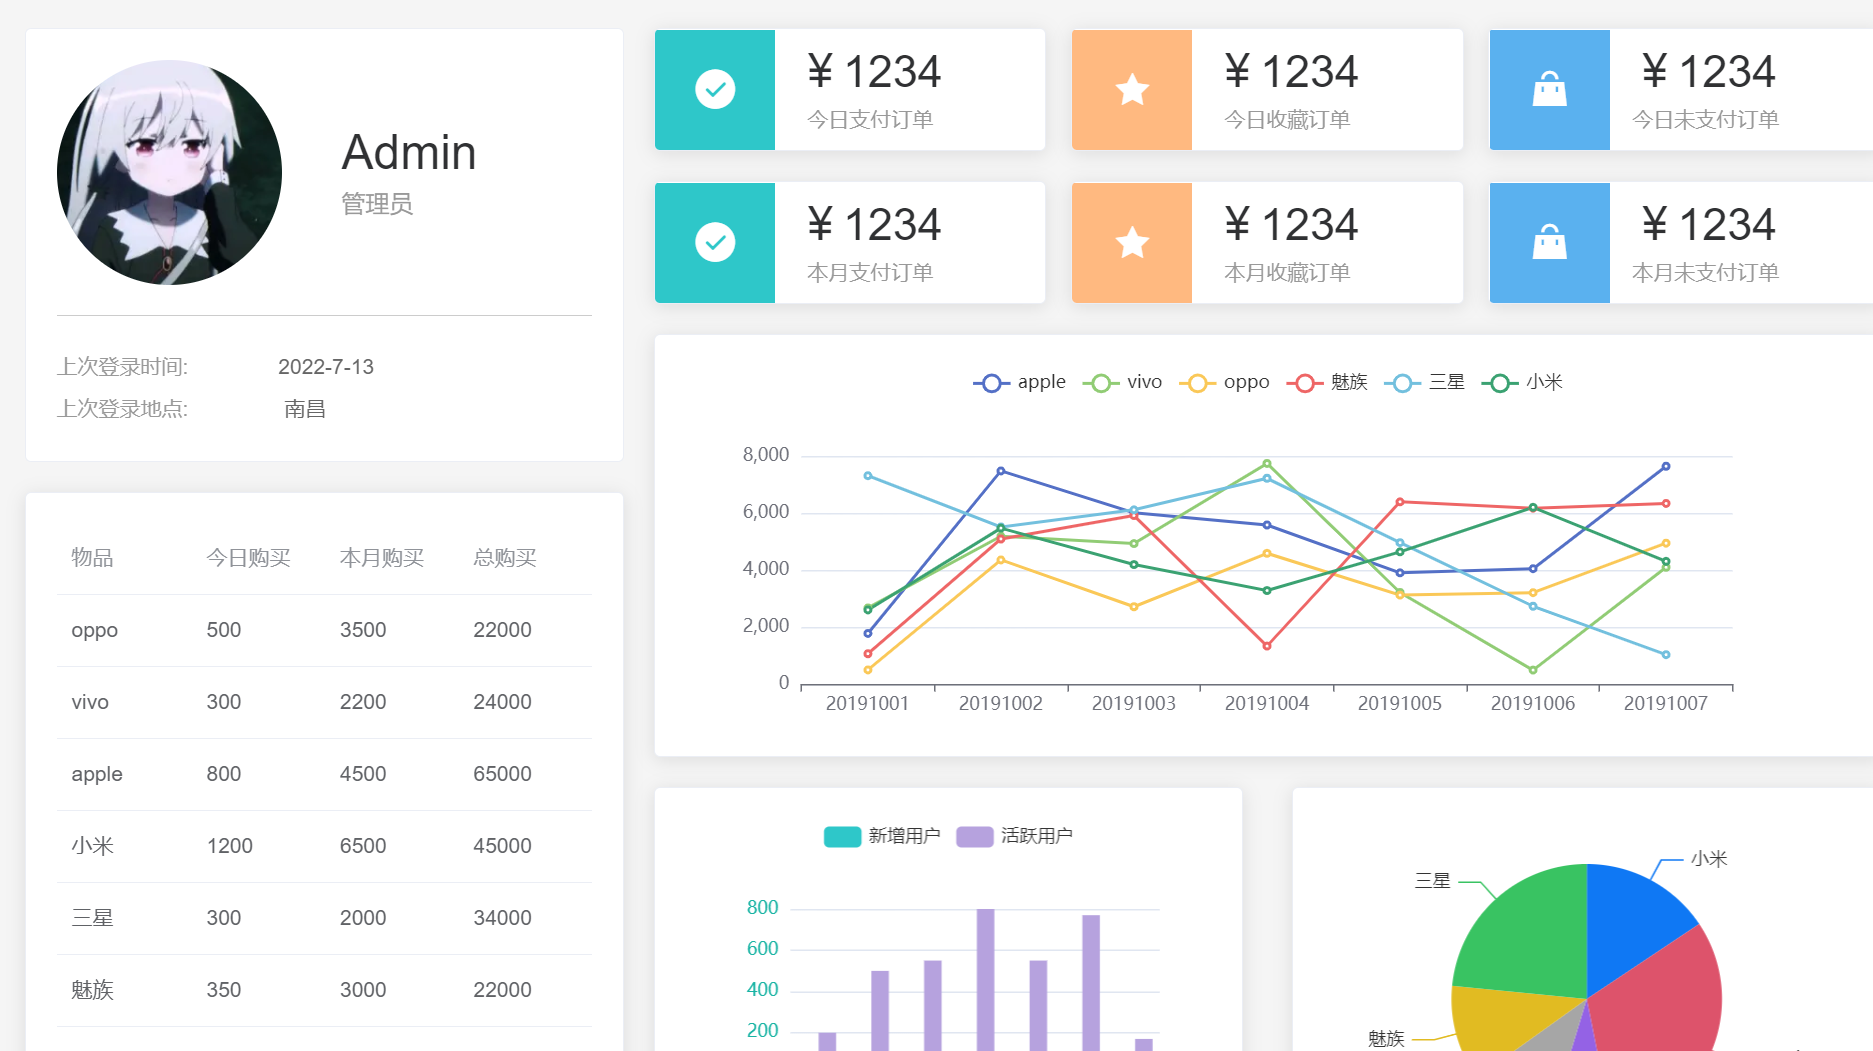 Admin
管理员
上次登录时间: 2022-7-13
上次登录地点: 南昌
物品 今日购买 本月购买 总购买
oppo 500 3500 22000
vivo 300 2200 24000
apple 800 4500 65000
小米 1200 6500 45000
三星 300 2000 34000
魅族 350 3000 22000
¥ 1234
今日支付订单
¥ 1234
今日收藏订单
¥ 1234
今日未支付订单
¥ 1234
本月支付订单
¥ 1234
本月收藏订单
¥ 1234
本月未支付订单
apple vivo oppo 魅族 三星 小米
8,000
6,000
4,000
2,000
0
20191001 20191002 20191003 20191004 20191005 20191006 20191007
新增用户 活跃用户
800
600
400
200
小米
三星
魅族